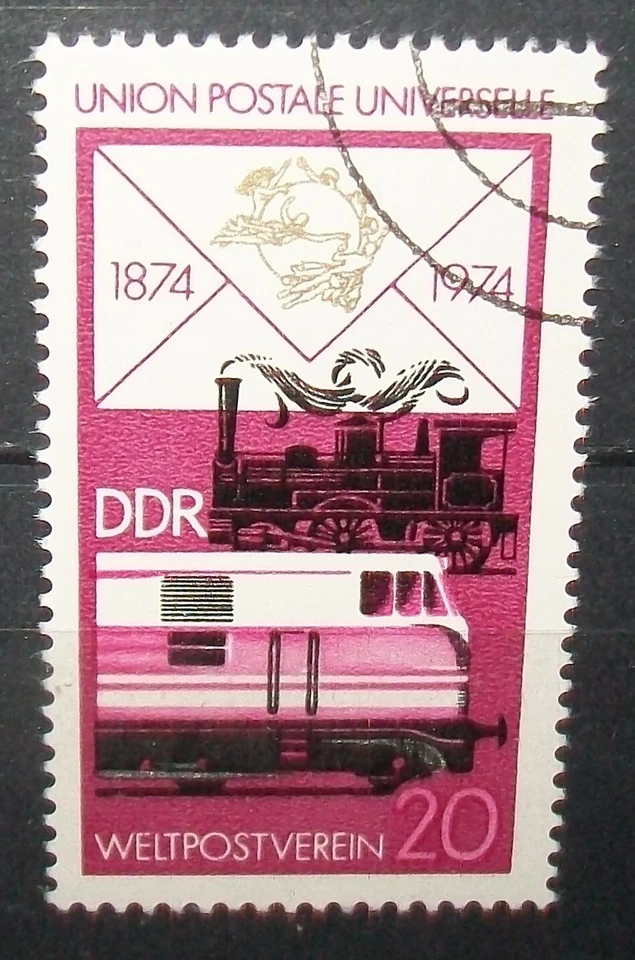 UNION POSTALE UNIVERSELLE
1874 1974
DDR
WELTPOSTVEREIN 20